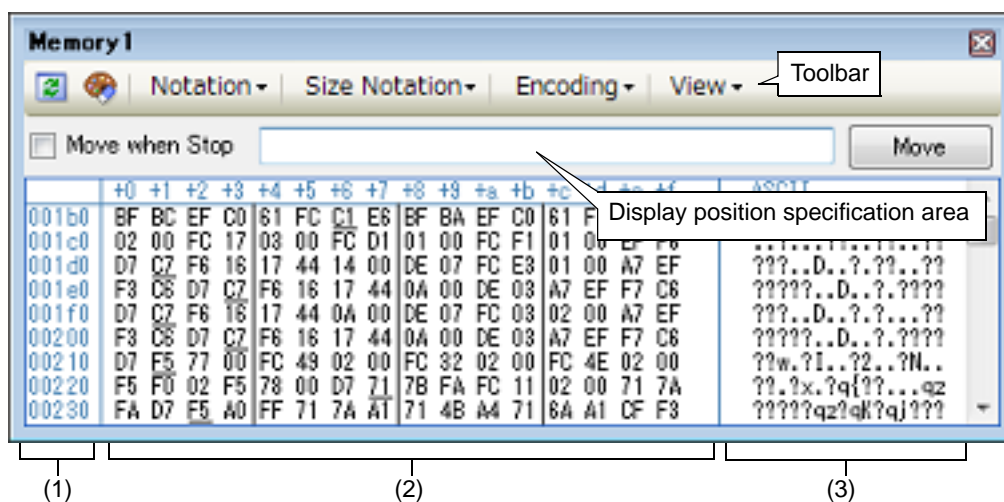 Memory1
Notation Size Notation Encoding View
Toolbar
Move when Stop Move
+0 +1 +2 +3 +4 +5 +6 +7 +8 +9 +a +b +c
Display position specification area
001b0 BF BC EF C0 61 FC C1 E6 BF BA EF C0 61
001c0 02 00 FC 17 03 00 FC D1 01 00 FC F1 01
001d0 D7 C7 F6 16 17 44 14 00 DE 07 FC E3 01 00 A7 EF ???..D..?.??..??
001e0 F3 C6 D7 C7 F6 16 17 44 0A 00 DE 03 A7 EF F7 C6 ?????..D..?.????
001f0 D7 C7 F6 16 17 44 0A 00 DE 07 FC 03 02 00 A7 EF ???..D..?.?...??
00200 F3 C6 D7 C7 F6 16 17 44 0A 00 DE 03 A7 EF F7 C6 ?????..D..?.????
00210 D7 F5 77 00 FC 49 02 00 FC 32 02 00 FC 4E 02 00 ??w.?I..?2..?N..
00220 F5 F0 02 F5 78 00 D7 71 7B FA FC 11 02 00 71 7A ??.?x.?q{??...qz
00230 FA D7 F5 A0 FF 71 7A A1 71 4B A4 71 6A A1 CF F3 ?????qz?qK?qj???
(1) (2) (3)